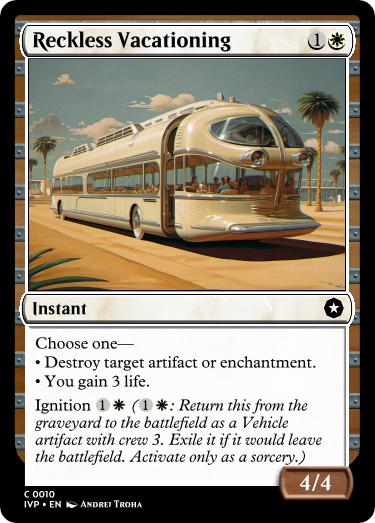 Reckless Vacationing 1
Instant
Choose one—
• Destroy target artifact or enchantment.
• You gain 3 life.
Ignition 1 (1 : Return this from the
graveyard to the battlefield as a Vehicle
artifact with crew 3. Exile it if it would leave
the battlefield. Activate only as a sorcery.)
4/4
C 0010
IVP • EN Andrej Troha